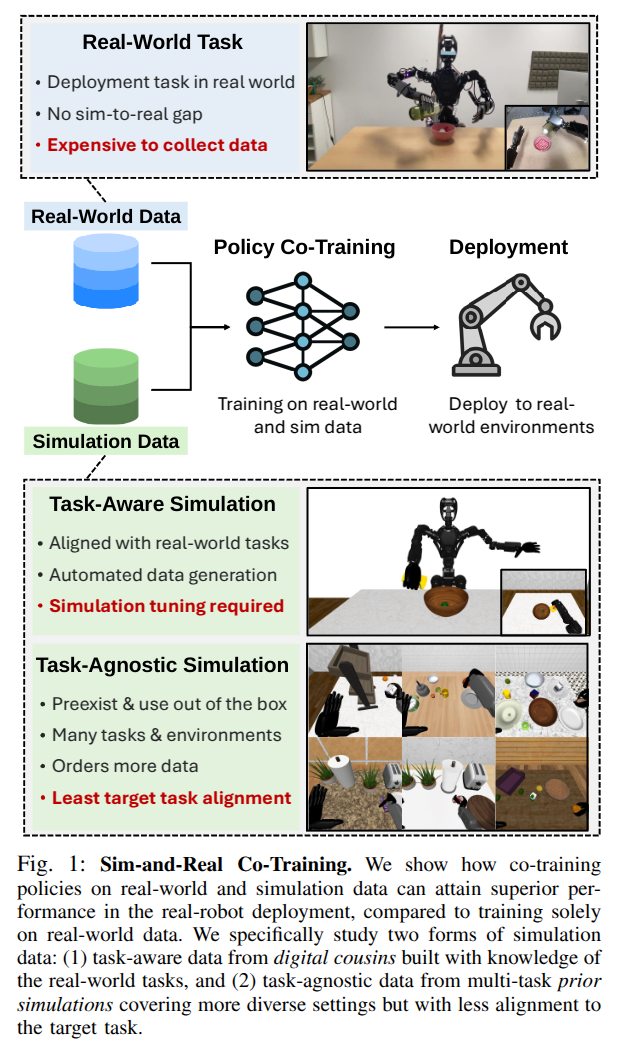 Real-World Task
• Deployment task in real world
• No sim-to-real gap
• Expensive to collect data
Real-World Data
Policy Co-Training
Deployment
Training on real-world
and sim data
Deploy to real-
world environments
Simulation Data
Task-Aware Simulation
• Aligned with real-world tasks
• Automated data generation
• Simulation tuning required
Task-Agnostic Simulation
• Preexist & use out of the box
• Many tasks & environments
• Orders more data
• Least target task alignment
Fig. 1: Sim-and-Real Co-Training. We show how co-training
policies on real-world and simulation data can attain superior per-
formance in the real-robot deployment, compared to training solely
on real-world data. We specifically study two forms of simulation
data: (1) task-aware data from digital cousins built with knowledge of
the real-world tasks, and (2) task-agnostic data from multi-task prior
simulations covering more diverse settings but with less alignment to
the target task.